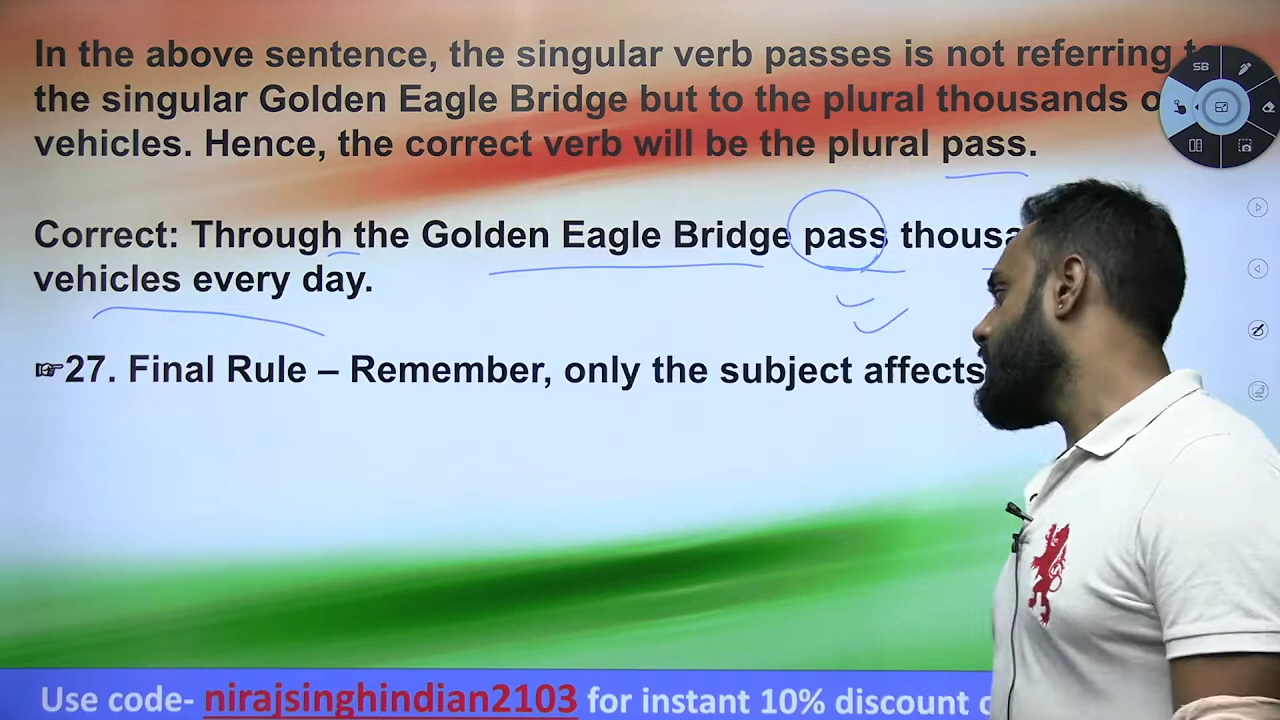 In the above sentence, the singular verb passes is not referring
SB
the singular Golden Eagle Bridge but to the plural thousands
vehicles. Hence, the correct verb will be the plural pass.
Correct: Through the Golden Eagle Bridge pass
vehicles every day.
☞27. Final Rule – Remember, only the subject affects
Use code- nirajsinghindian2103 for instant 10% discount